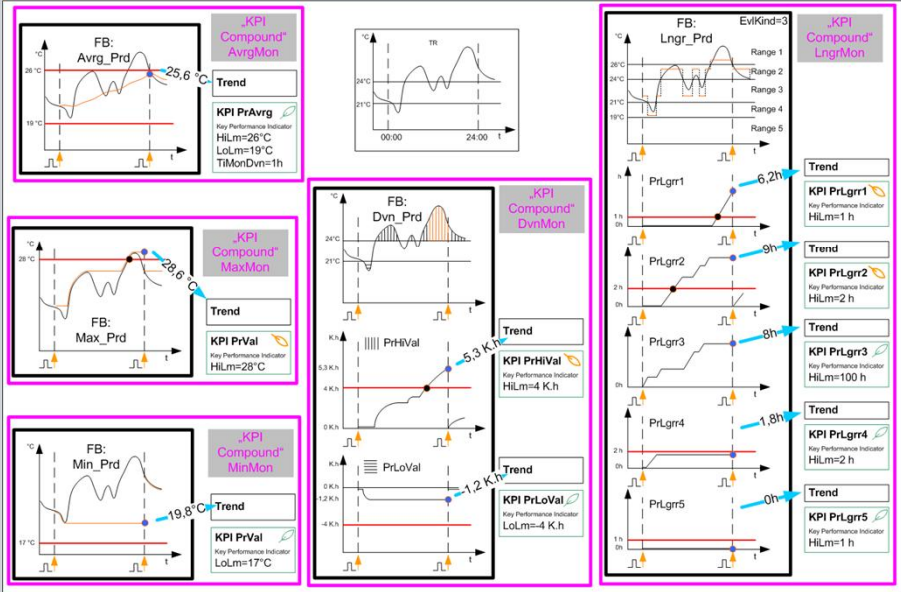 „KPI
Compound“
AvrgMon
FB:
Avrg_Prd
°C
26 °C
19 °C
t
25,6 °C
Trend
KPI PrAvrg
Key Performance Indicator
HiLm=26°C
LoLm=19°C
TiMonDvn=1h
°C
TR
24°C
21°C
00:00
24:00
t
„KPI
Compound“
MaxMon
°C
28 °C
FB:
Max_Prd
t
28,6 °C
Trend
KPI PrVal
Key Performance Indicator
HiLm=28°C
„KPI
Compound“
MinMon
°C
FB:
Min_Prd
17 °C
t
19,8°C
Trend
KPI PrVal
Key Performance Indicator
LoLm=17°C
„KPI
Compound“
DvnMon
FB:
Dvn_Prd
24°C
21°C
t
K.h
PrHiVal
5,3 K.h
4 K.h
0 K.h
t
5,3 K.h
Trend
KPI PrHiVal
Key Performance Indicator
HiLm=4 K.h
K.h
PrLoVal
0 K.h
-1,2 K.h
-4 K.h
t
-1,2 K.h
Trend
KPI PrLoVal
Key Performance Indicator
LoLm=-4 K.h
FB:
Lngr_Prd
EvlKind=3
„KPI
Compound“
LngrMon
°C
26°C
24°C
21°C
19°C
Range 1
Range 2
Range 3
Range 4
Range 5
t
h
PrLgrr1
1 h
0h
t
6,2h
Trend
KPI PrLgrr1
Key Performance Indicator
HiLm=1 h
PrLgrr2
2 h
0h
t
9h
Trend
KPI PrLgrr2
Key Performance Indicator
HiLm=2 h
PrLgrr3
0h
t
8h
Trend
KPI PrLgrr3
Key Performance Indicator
HiLm=100 h
PrLgrr4
2 h
0h
t
1,8h
Trend
KPI PrLgrr4
Key Performance Indicator
HiLm=2 h
PrLgrr5
1 h
0h
t
0h
Trend
KPI PrLgrr5
Key Performance Indicator
HiLm=1 h